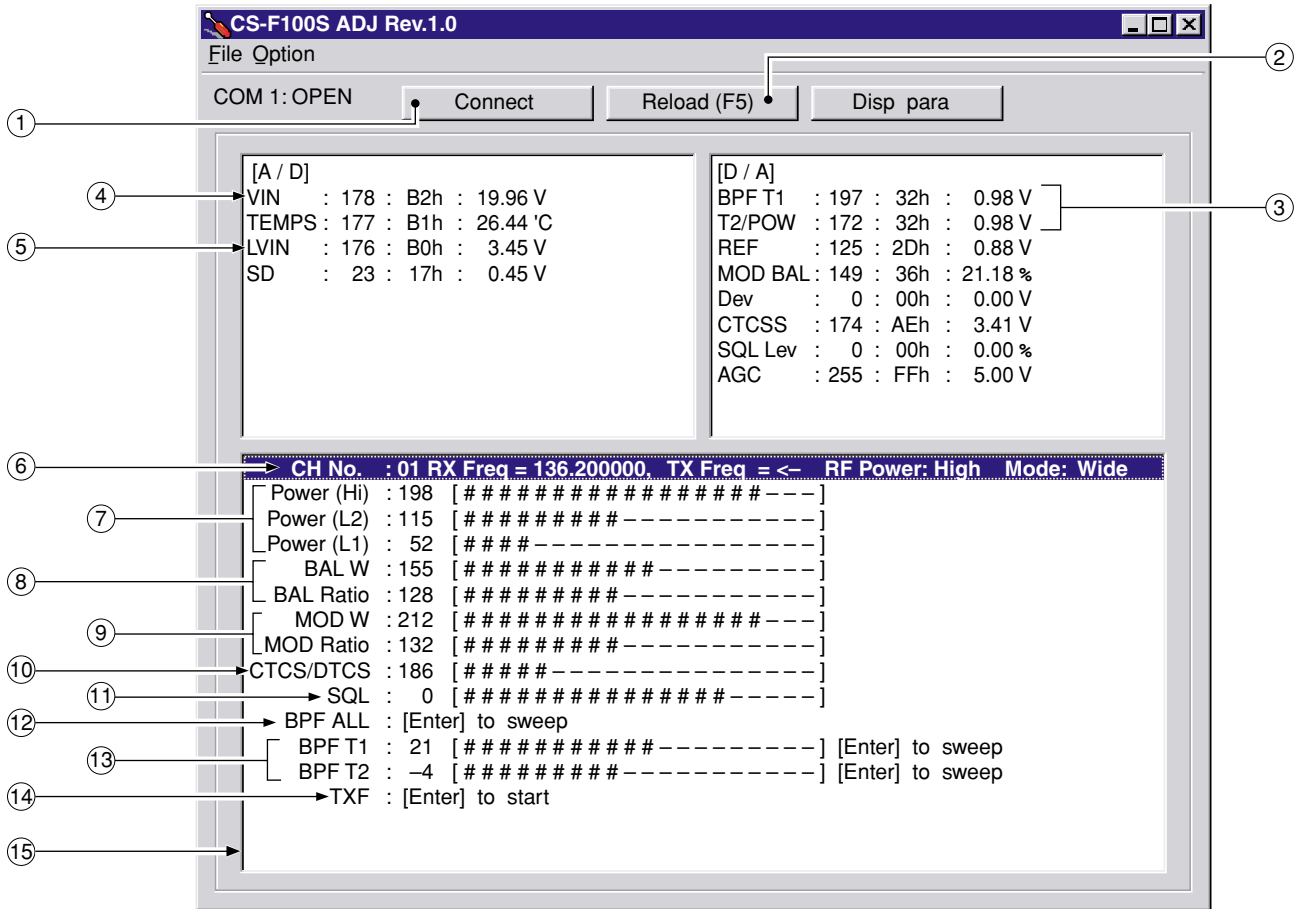 CS-F100S ADJ Rev.1.0
File Option
②
COM 1: OPEN Connect Reload (F5) Disp para
①
[A / D]
④ VIN : 178 : B2h : 19.96 V
TEMPS : 177 : B1h : 26.44 'C
⑤ LVIN : 176 : B0h : 3.45 V
SD : 23 : 17h : 0.45 V
[D / A]
BPF T1 : 197 : 32h : 0.98 V
T2/POW : 172 : 32h : 0.98 V
③
REF : 125 : 2Dh : 0.88 V
MOD BAL : 149 : 36h : 21.18 %
Dev : 0 : 00h : 0.00 V
CTCSS : 174 : AEh : 3.41 V
SQL Lev : 0 : 00h : 0.00 %
AGC : 255 : FFh : 5.00 V
⑥ CH No. : 01 RX Freq = 136.200000, TX Freq = <– RF Power: High Mode: Wide
Power (Hi) : 198 [ # # # # # # # # # # # # # # # # # – – – ]
⑦ Power (L2) : 115 [ # # # # # # # # # – – – – – – – – – – – ]
Power (L1) : 52 [ # # # # – – – – – – – – – – – – – – – – ]
⑧ BAL W : 155 [ # # # # # # # # # # # – – – – – – – – – ]
BAL Ratio : 128 [ # # # # # # # # # – – – – – – – – – – – ]
⑨ MOD W : 212 [ # # # # # # # # # # # # # # # # # – – – ]
MOD Ratio : 132 [ # # # # # # # # # – – – – – – – – – – – ]
⑩ CTCS/DTCS : 186 [ # # # # # – – – – – – – – – – – – – – – ]
⑪ SQL : 0 [ # # # # # # # # # # # # # # # – – – – – ]
⑫ BPF ALL : [Enter] to sweep
⑬ BPF T1 : 21 [ # # # # # # # # # # # – – – – – – – – – ] [Enter] to sweep
BPF T2 : –4 [ # # # # # # # # # – – – – – – – – – – – ] [Enter] to sweep
⑭ TXF : [Enter] to start
⑮